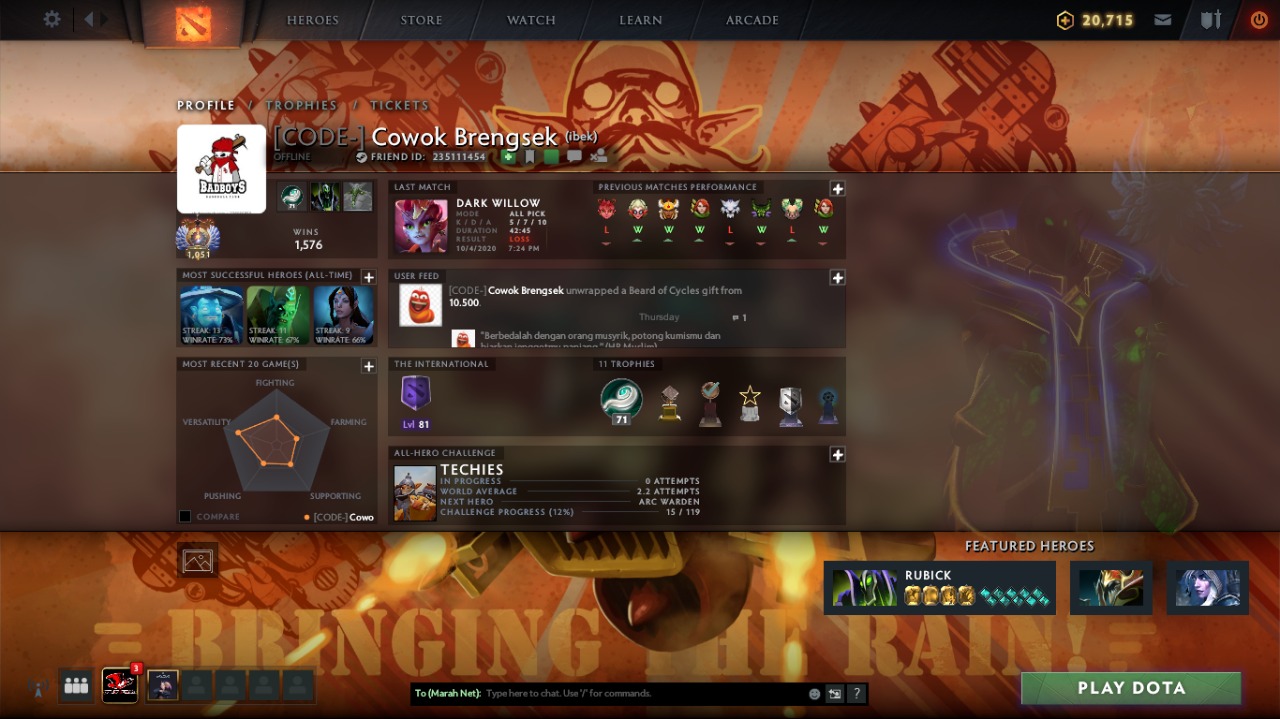 HEROES
STORE
WATCH
LEARN
ARCADE
20,715
PROFILE / TROPHIES / TICKETS
[CODE-] Cowok Brengsek (ibek)
OFFLINE
FRIEND ID: 235111454
BADBOYS
71
WINS
1,576
1,051
LAST MATCH
DARK WILLOW
MODE ALL PICK
K / D / A 5 / 7 / 10
DURATION 42:45
RESULT LOSS
10/4/2020 7:24 PM
PREVIOUS MATCHES PERFORMANCE
L W W W L W L W
MOST SUCCESSFUL HEROES (ALL-TIME)
STREAK: 13
WINRATE: 73%
STREAK: 11
WINRATE: 67%
STREAK: 9
WINRATE: 66%
USER FEED
[CODE-] Cowok Brengsek unwrapped a Beard of Cycles gift from
10.500.
Thursday
1
"Berbedalah dengan orang musyrik, potong kumismu dan
biarkan jenggotmu panjang." (HR Muslim)
MOST RECENT 20 GAME(S)
FIGHTING
VERSATILITY
FARMING
PUSHING
SUPPORTING
COMPARE
[CODE-] Cowo
THE INTERNATIONAL
Lvl 81
11 TROPHIES
71
ALL-HERO CHALLENGE
TECHIES
IN PROGRESS 0 ATTEMPTS
WORLD AVERAGE 2.2 ATTEMPTS
NEXT HERO ARC WARDEN
CHALLENGE PROGRESS (12%) 15 / 119
FEATURED HEROES
RUBICK
= BRINGING THE RAIN! =
3
To (Marah Net): Type here to chat. Use '/' for commands.
?
PLAY DOTA